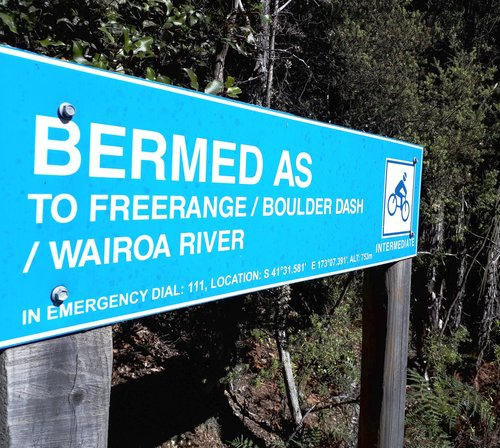 BERMED AS
TO FREERANGE / BOULDER DASH
/ WAIROA RIVER
INTERMEDIATE
IN EMERGENCY DIAL: 111, LOCATION: S 41°31.581' E 173°07.391' ALT: 753m